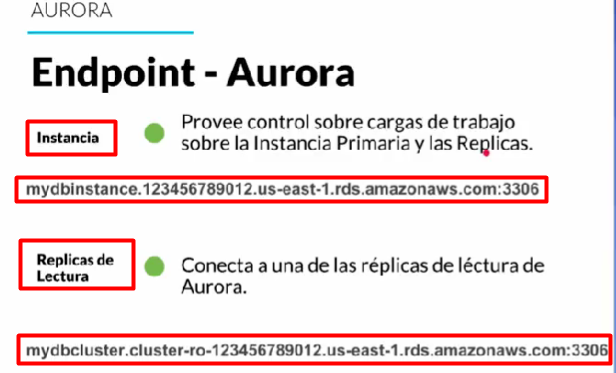 AURORA
Endpoint - Aurora
Instancia
Provee control sobre cargas de trabajo
sobre la Instancia Primaria y las Replicas.
mydbinstance.123456789012.us-east-1.rds.amazonaws.com:3306
Replicas de
Lectura
Conecta a una de las réplicas de léctura de
Aurora.
mydbcluster.cluster-ro-123456789012.us-east-1.rds.amazonaws.com:3306